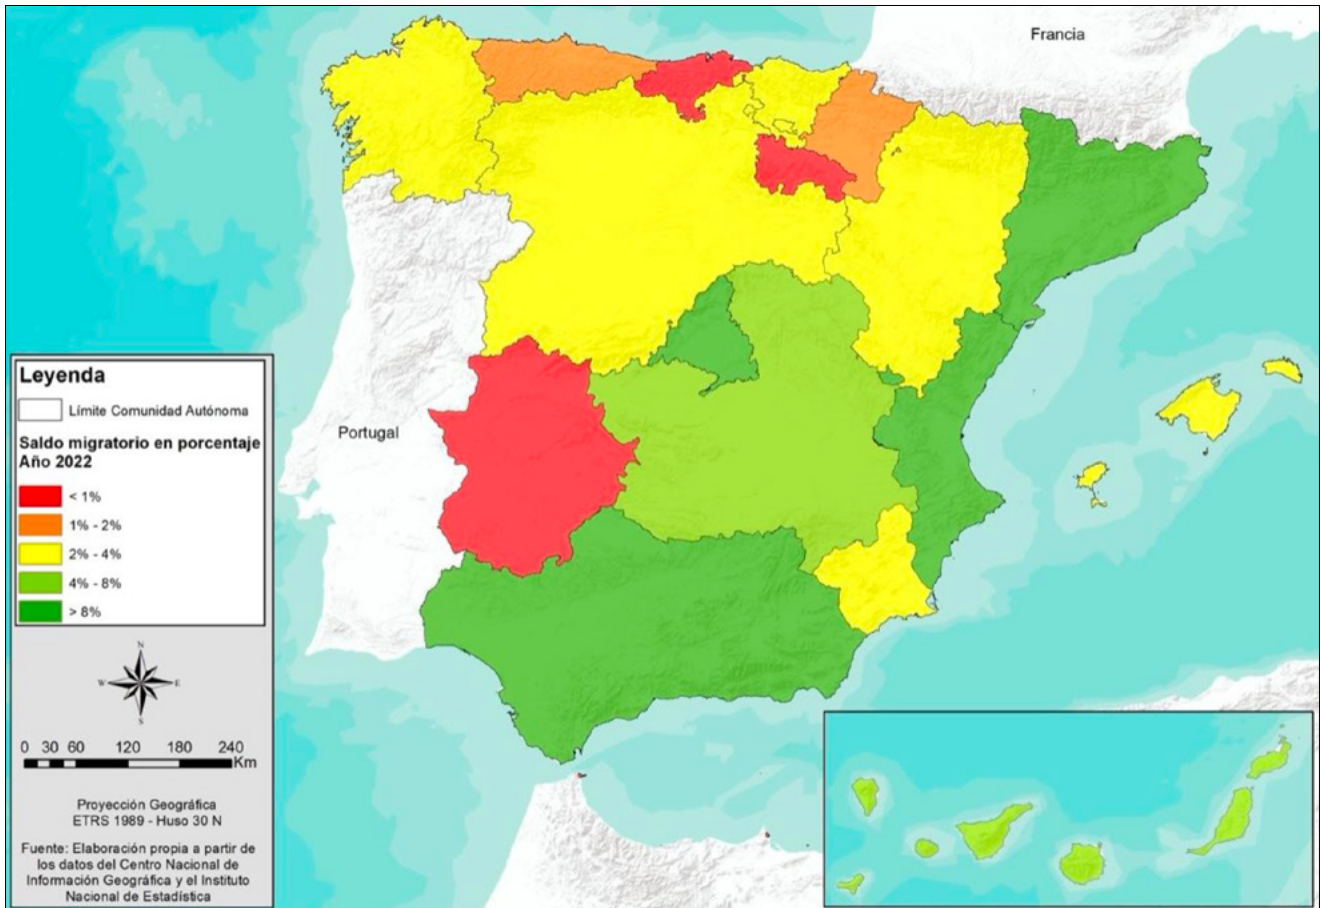 Francia
Portugal
Leyenda
Límite Comunidad Autónoma
Saldo migratorio en porcentaje
Año 2022
< 1%
1% - 2%
2% - 4%
4% - 8%
> 8%
N
W E
S
0 30 60 120 180 240
Km
Proyección Geográfica
ETRS 1989 - Huso 30 N
Fuente: Elaboración propia a partir de
los datos del Centro Nacional de
Información Geográfica y el Instituto
Nacional de Estadística